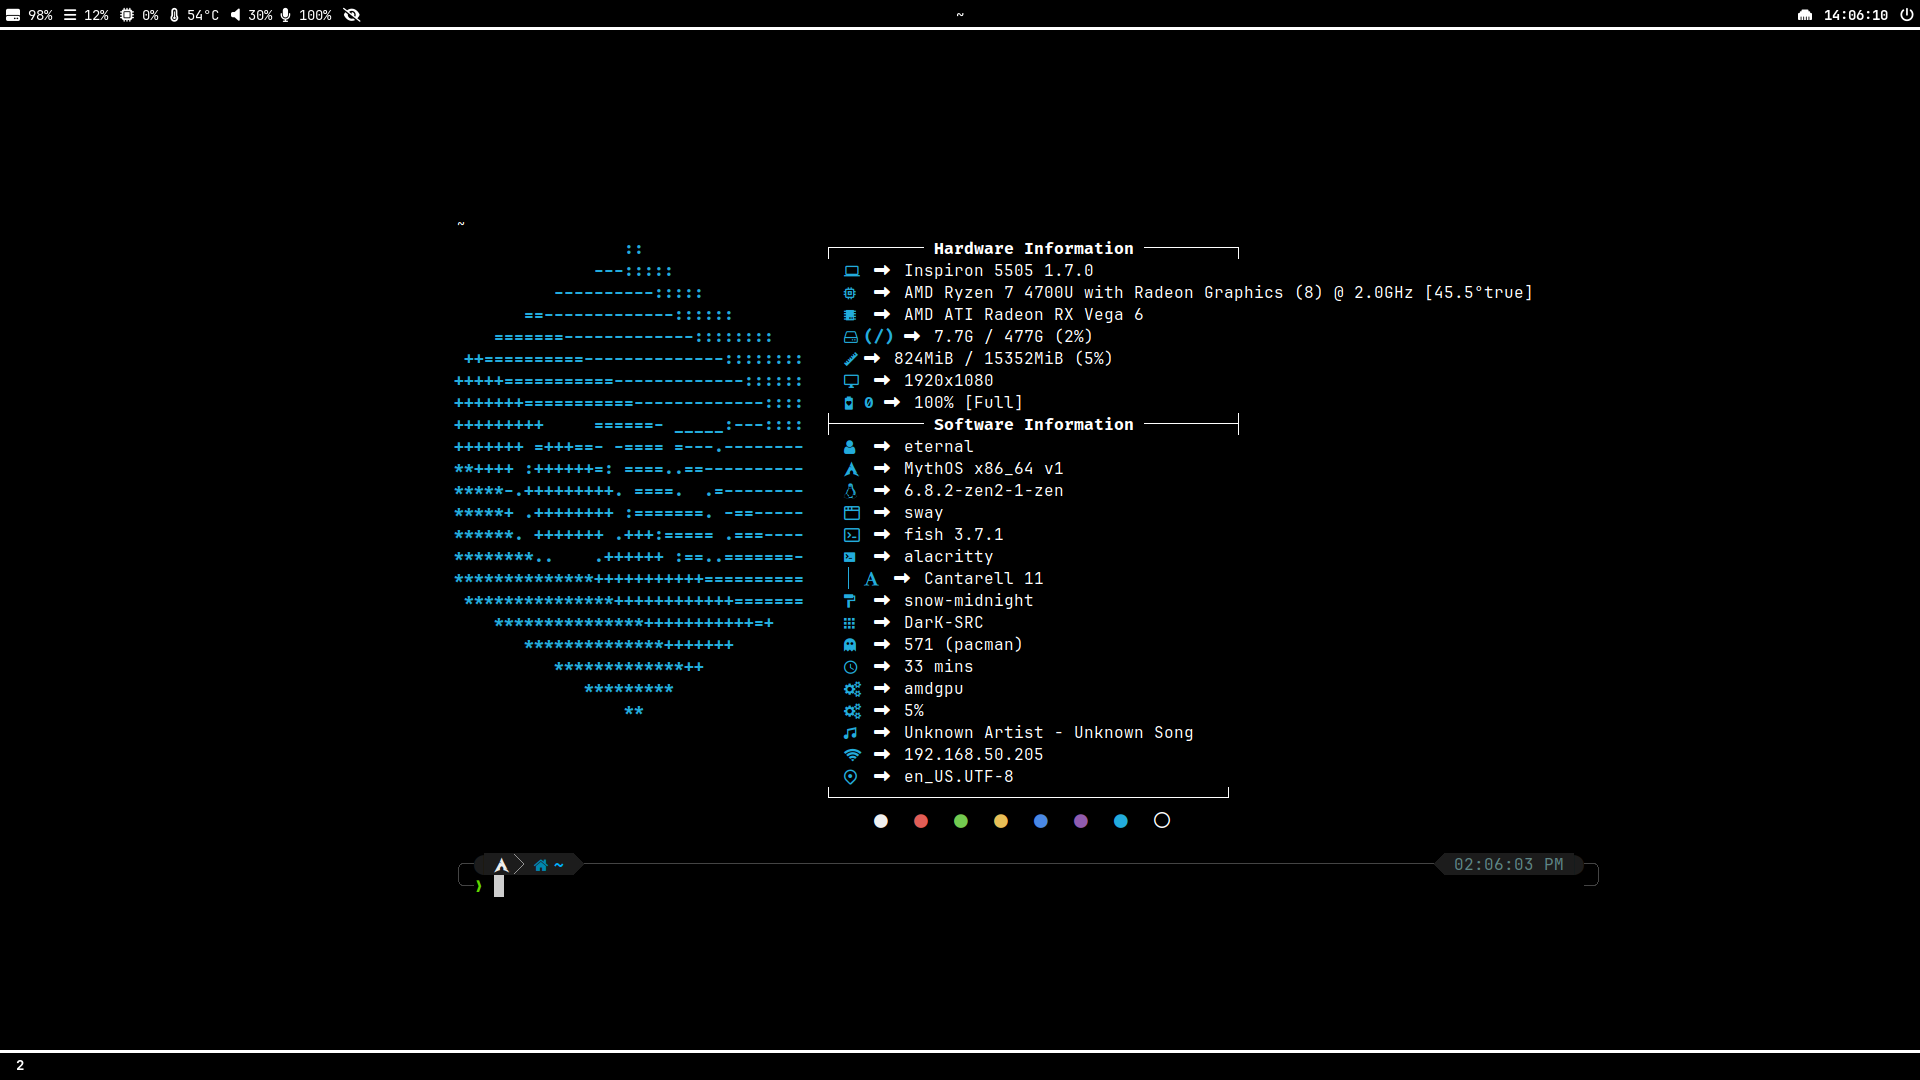 98% 12% 0% 54°C 30% 100%
~
14:06:10
~
Hardware Information
Inspiron 5505 1.7.0
AMD Ryzen 7 4700U with Radeon Graphics (8) @ 2.0GHz [45.5°true]
AMD ATI Radeon RX Vega 6
(/) 7.7G / 477G (2%)
824MiB / 15352MiB (5%)
1920x1080
0 100% [Full]
Software Information
eternal
MythOS x86_64 v1
6.8.2-zen2-1-zen
sway
fish 3.7.1
alacritty
A Cantarell 11
snow-midnight
DarK-SRC
571 (pacman)
33 mins
amdgpu
5%
Unknown Artist - Unknown Song
192.168.50.205
en_US.UTF-8
~
02:06:03 PM
2